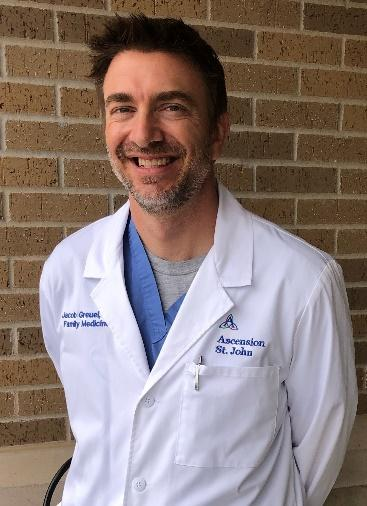 Jacob Greuel,
Family Medicine
Ascension
St. John